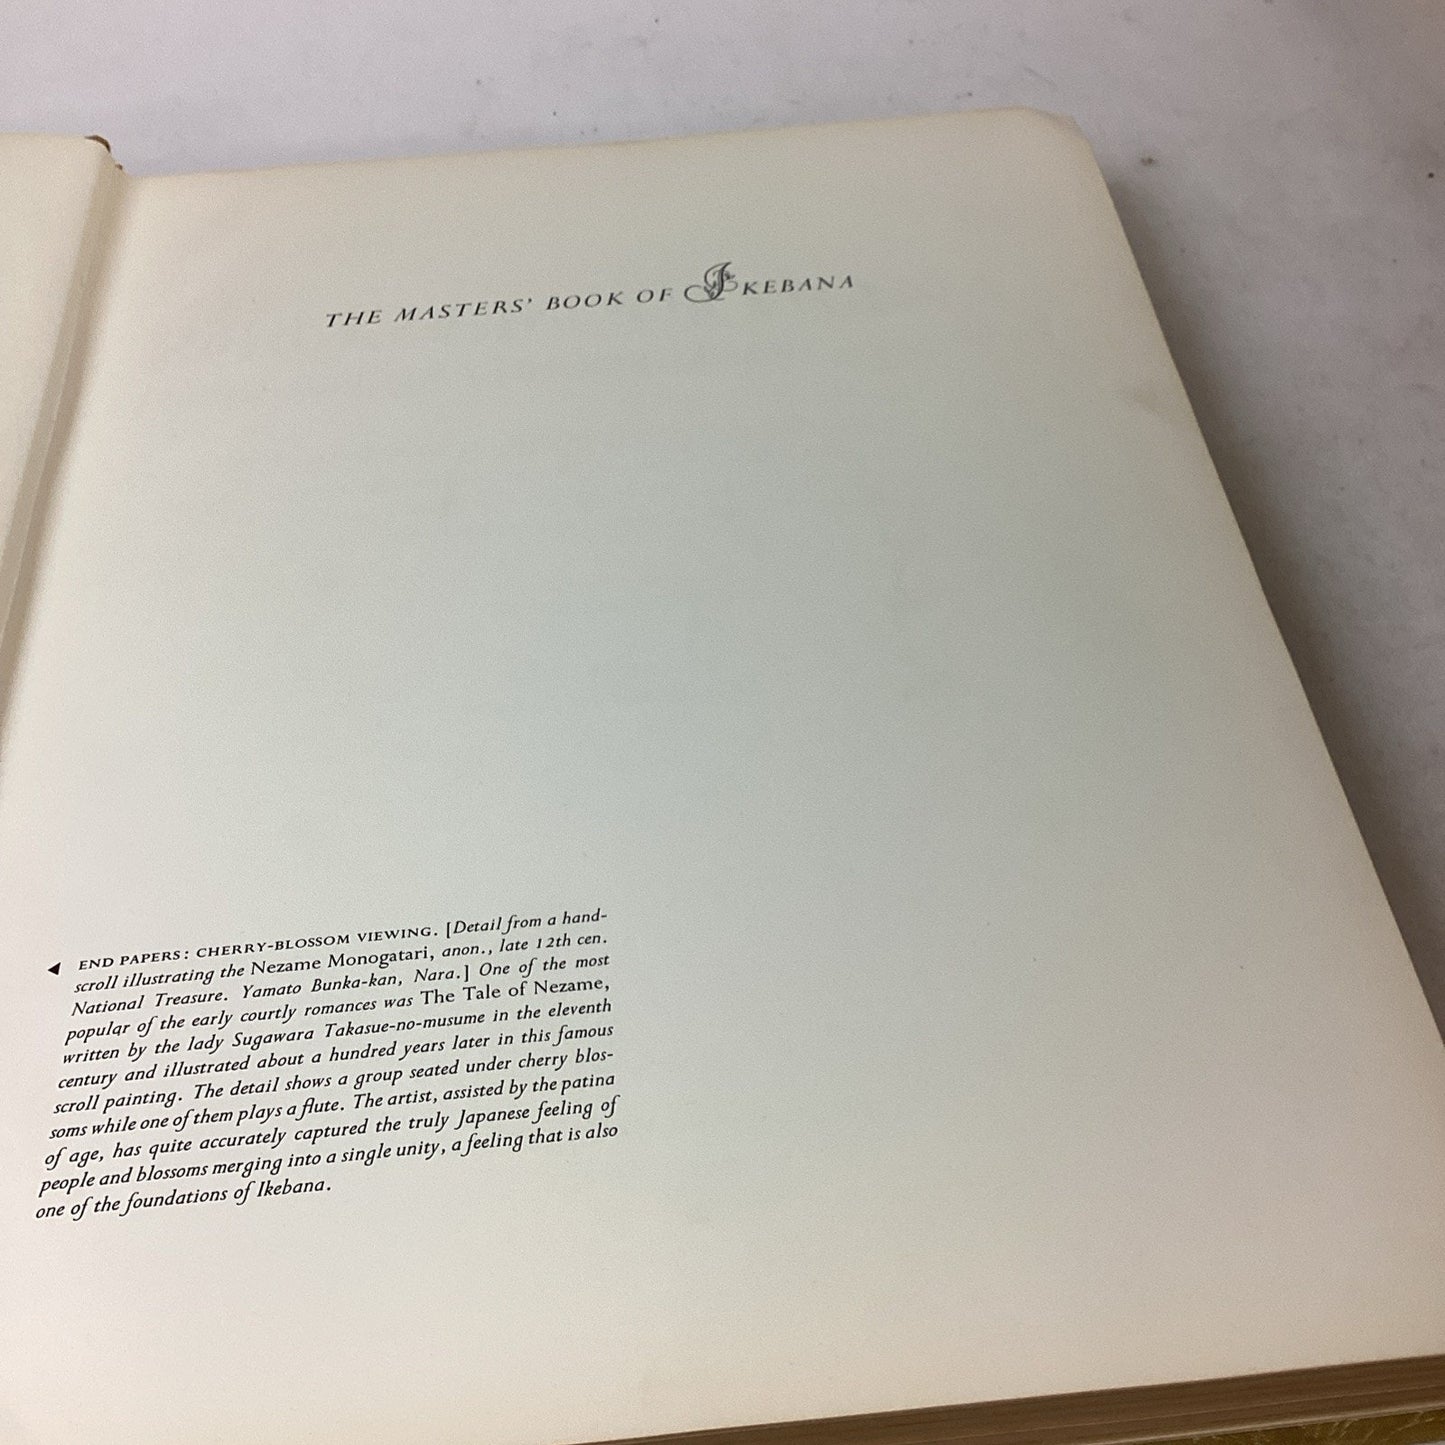 THE MASTERS' BOOK OF IKEBANA
◄ END PAPERS: CHERRY-BLOSSOM VIEWING. [Detail from a hand-
scroll illustrating the Nezame Monogatari, anon., late 12th cen.
National Treasure. Yamato Bunka-kan, Nara.] One of the most
popular of the early courtly romances was The Tale of Nezame,
written by the lady Sugawara Takasue-no-musume in the eleventh
century and illustrated about a hundred years later in this famous
scroll painting. The detail shows a group seated under cherry blos-
soms while one of them plays a flute. The artist, assisted by the patina
of age, has quite accurately captured the truly Japanese feeling of
people and blossoms merging into a single unity, a feeling that is also
one of the foundations of Ikebana.